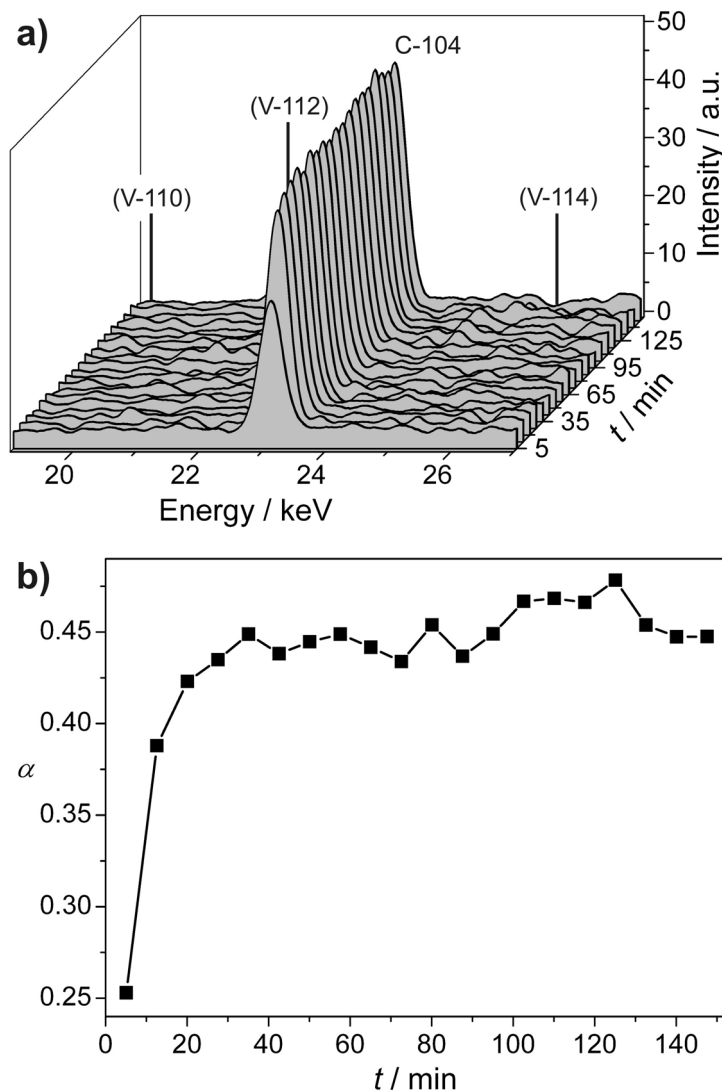 a)
C-104
(V-112)
(V-110)
(V-114)
50
40
30
20
10
0
Intensity / a.u.
125
95
65
35
5
t / min
20 22 24 26
Energy / keV
b)
0.45
0.40
0.35
0.30
0.25
α
0 20 40 60 80 100 120 140
t / min